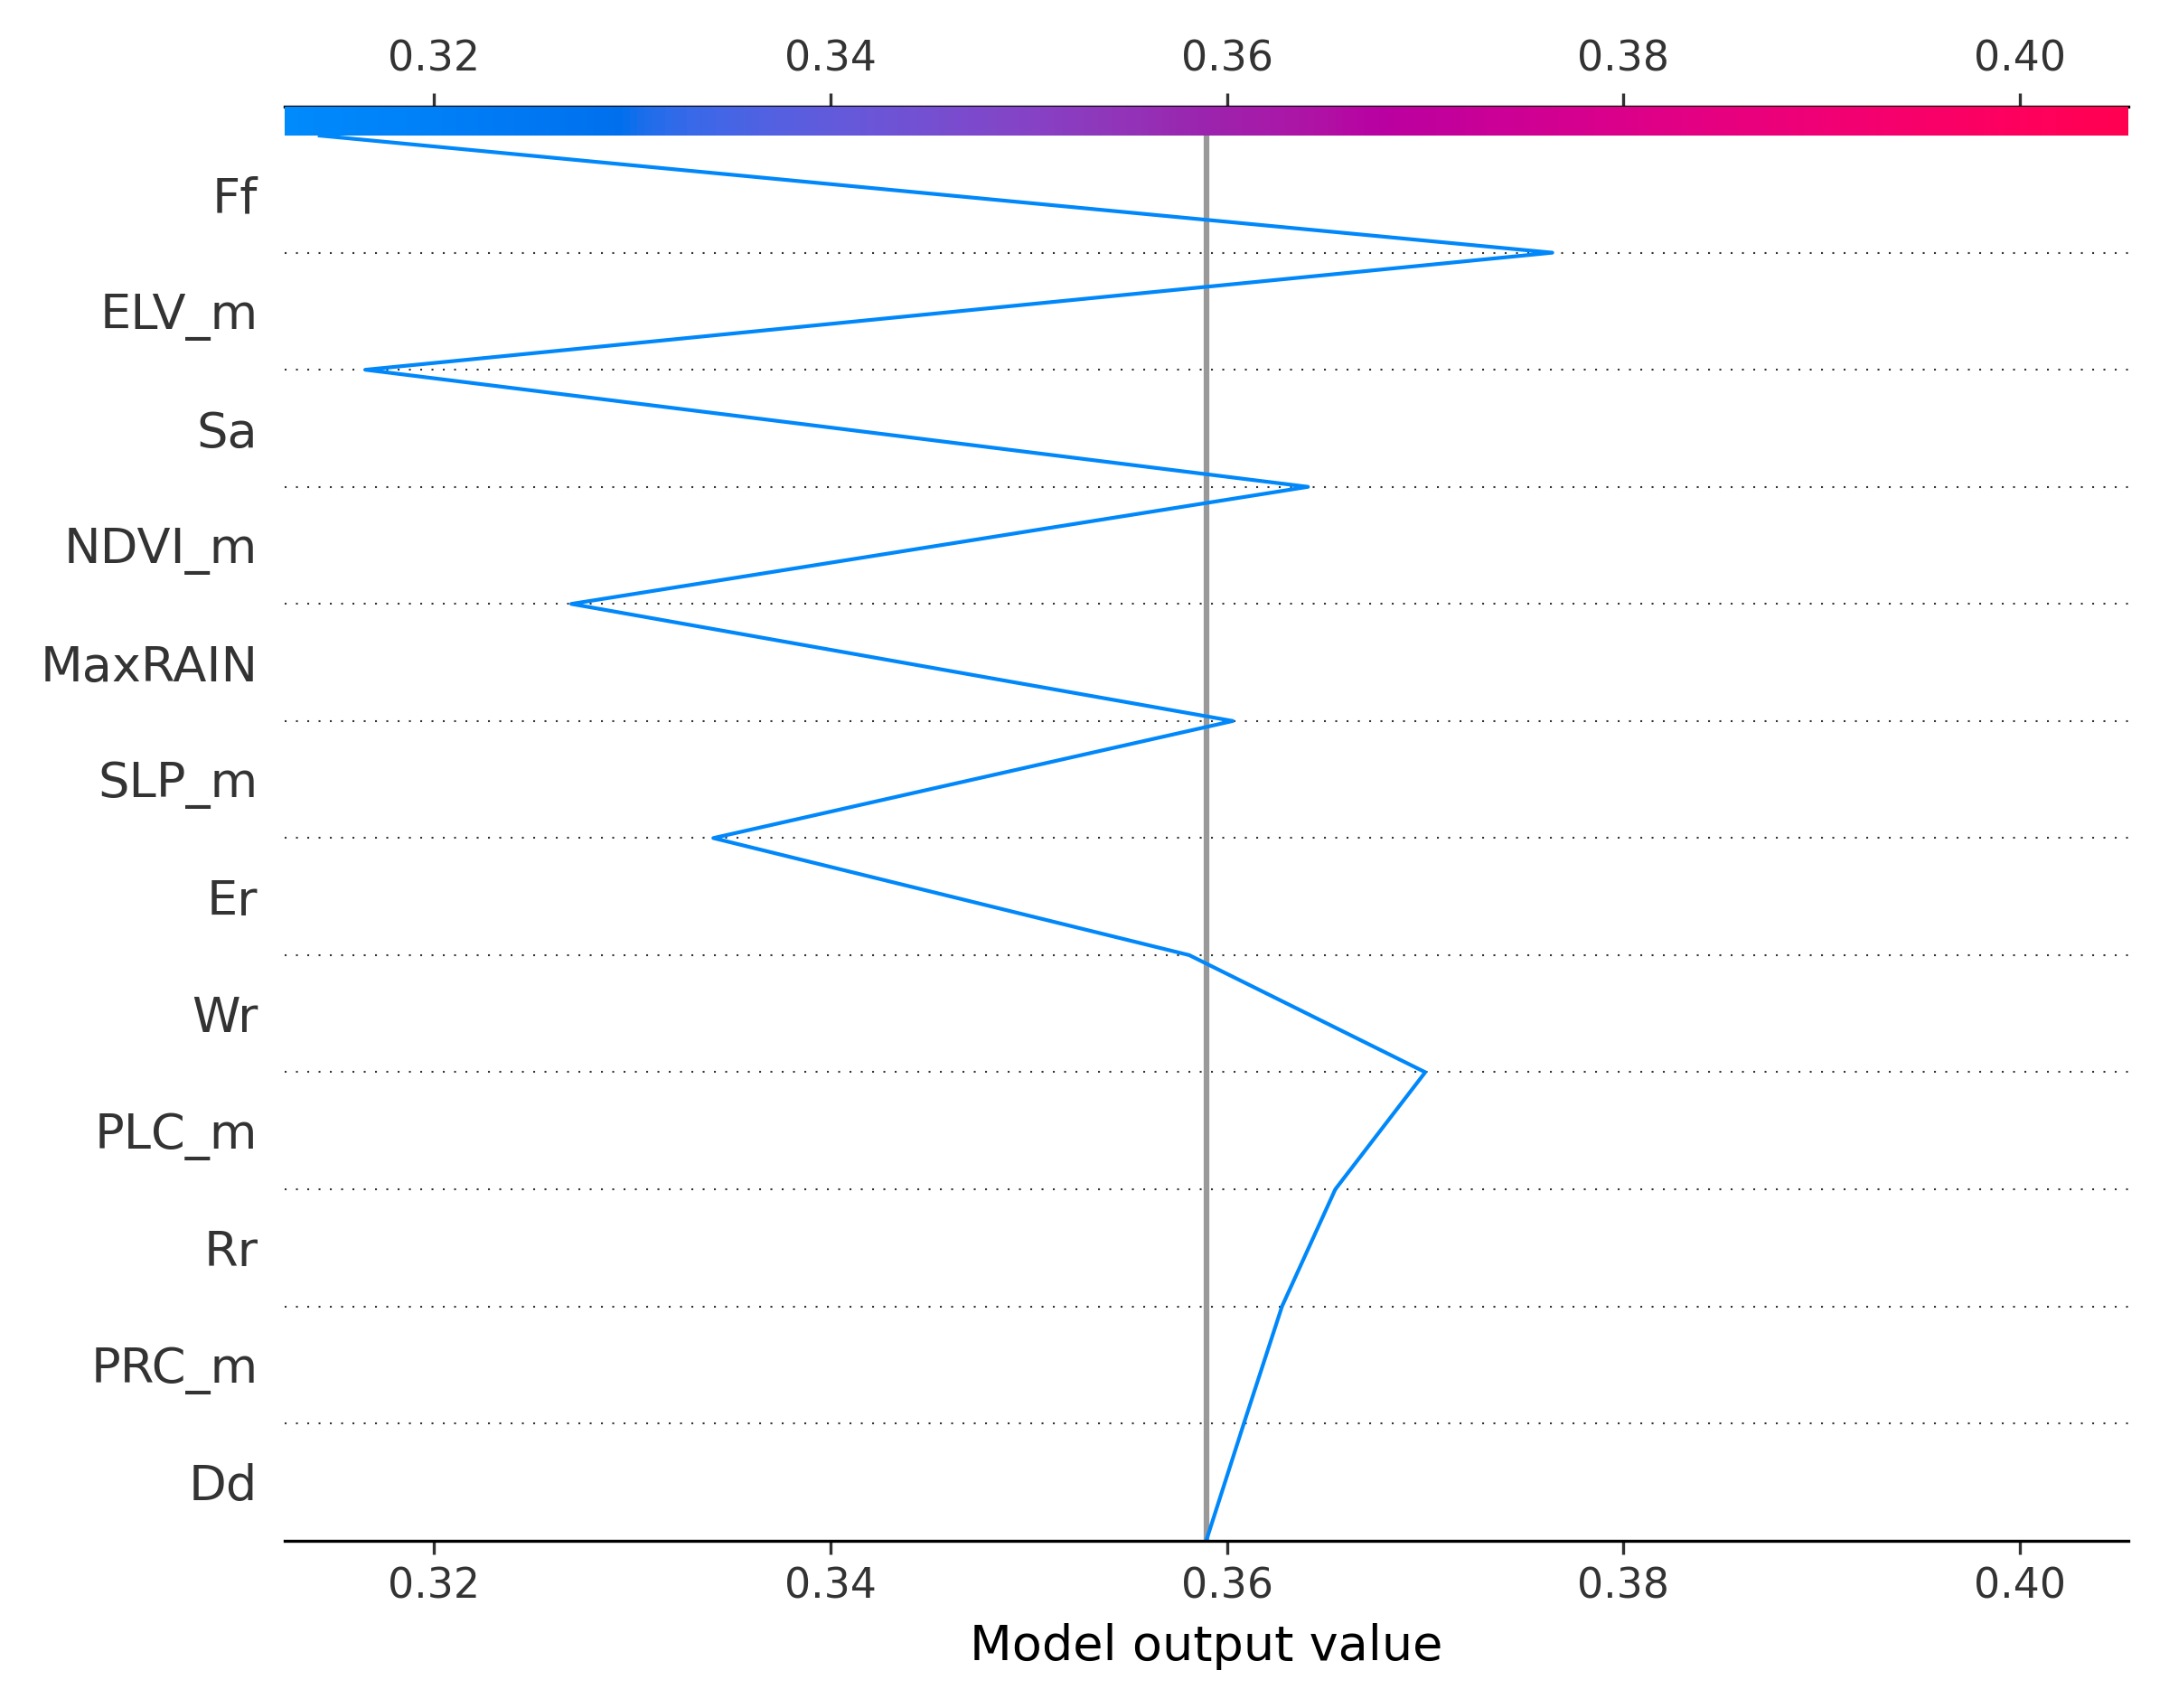 0.32 0.34 0.36 0.38 0.40
Ff
ELV_m
Sa
NDVI_m
MaxRAIN
SLP_m
Er
Wr
PLC_m
Rr
PRC_m
Dd
0.32 0.34 0.36 0.38 0.40
Model output value